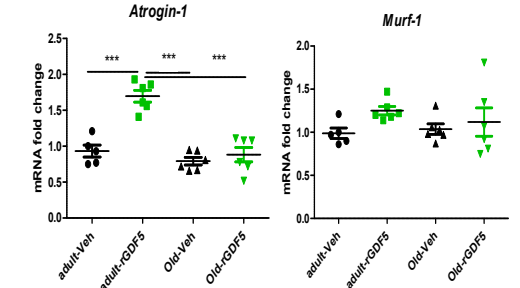 Atrogin-1
mRNA fold change
2.5
2.0
1.5
1.0
0.5
0.0
***
***
***
adult-Veh
adult-rGDF5
Old-Veh
Old-rGDF5
Murf-1
mRNA fold change
2.0
1.5
1.0
0.5
0.0
adult-Veh
adult-rGDF5
Old-Veh
Old-rGDF5